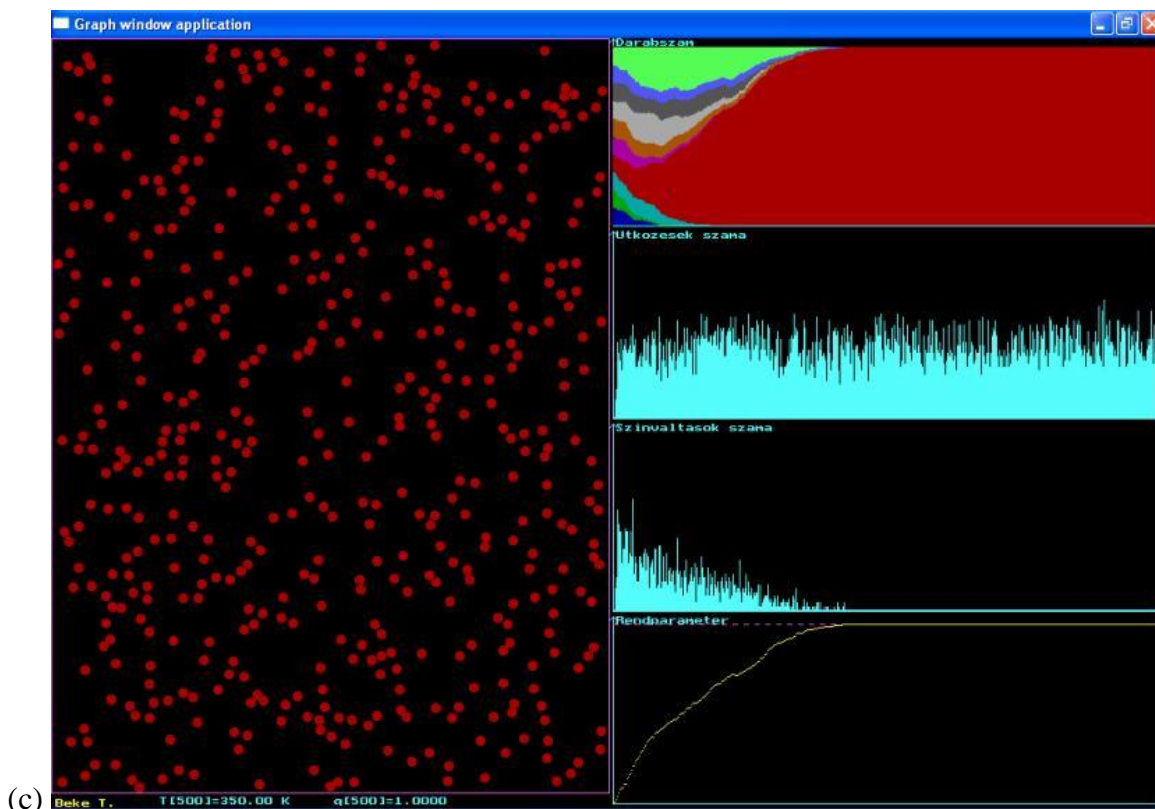 Graph window application
Darabszam
Utkozesek szama
Szinvaltasok szama
Rendparameter
(c)
Beke T. T[500]=350.00 K q[500]=1.0000